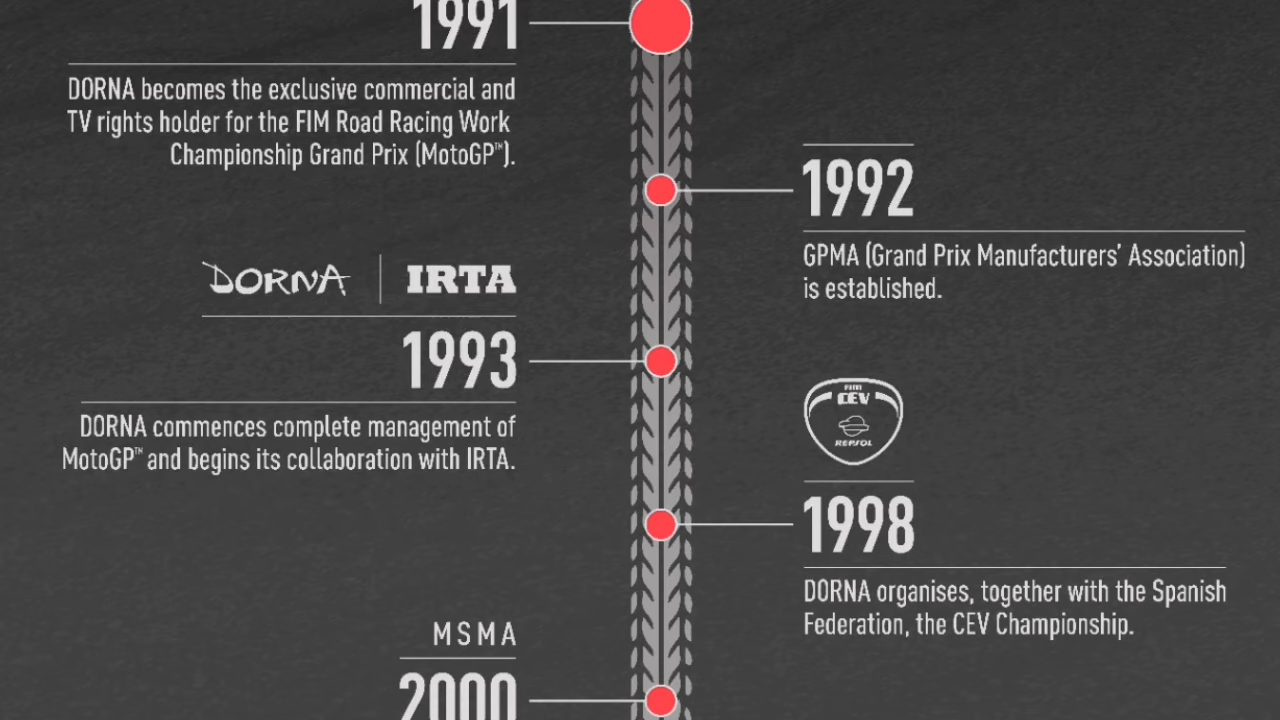 1991
DORNA becomes the exclusive commercial and
TV rights holder for the FIM Road Racing Work
Championship Grand Prix (MotoGP™).
1992
GPMA (Grand Prix Manufacturers' Association)
is established.
DORNA IRTA
1993
DORNA commences complete management of
MotoGP™ and begins its collaboration with IRTA.
FIM
CEV
REPSOL
1998
DORNA organises, together with the Spanish
Federation, the CEV Championship.
MSMA
2000